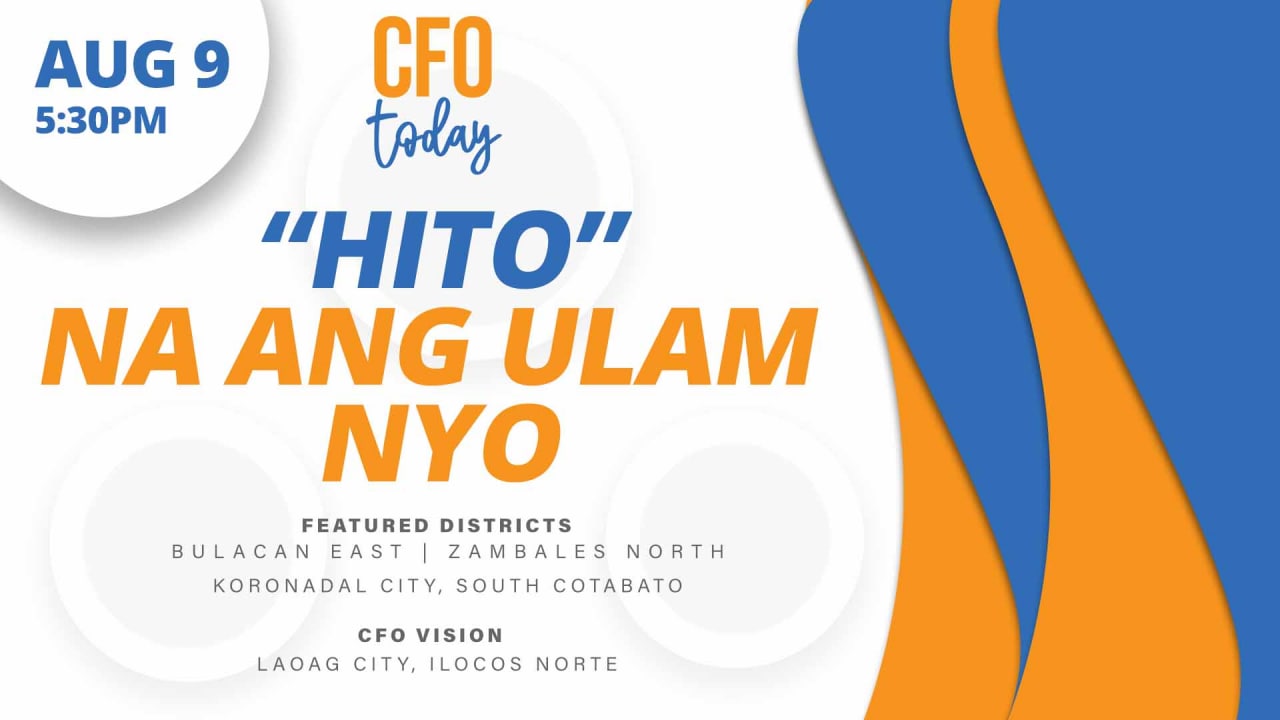 AUG 9
5:30PM
CFO
today
“HITO”
NA ANG ULAM
NYO
FEATURED DISTRICTS
BULACAN EAST | ZAMBALES NORTH
KORONADAL CITY, SOUTH COTABATO
CFO VISION
LAOAG CITY, ILOCOS NORTE